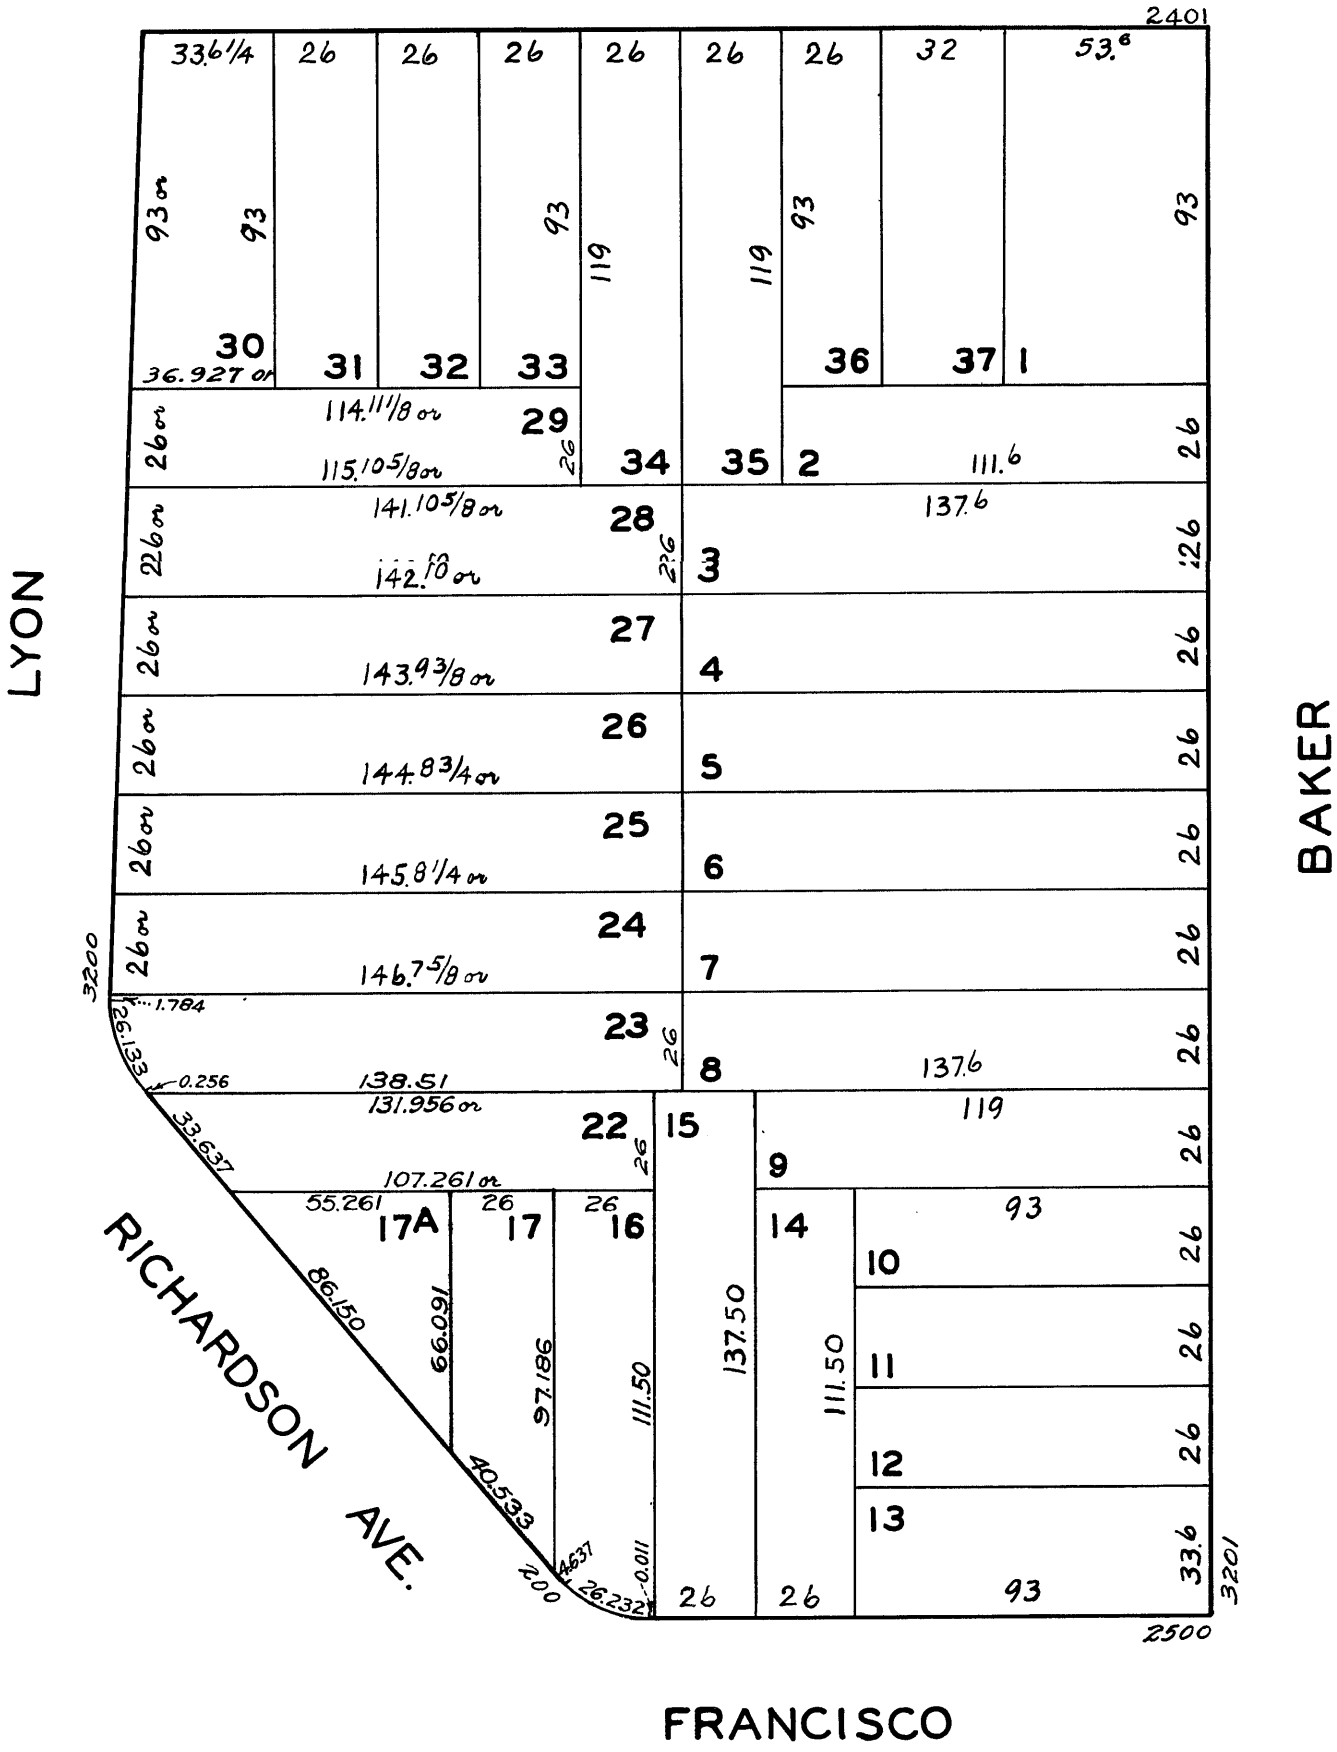 2401
33.6 1/4 26 26 26 26 26 26 32 53.6
93 or 93 93 119 119 93 93
30 31 32 33 36 37 1
36.927 or
26 or 114.11 1/8 or 29 26 34 35 2 111.6 26
115.10 5/8 or
141.10 5/8 or 28 137.6
226 or 3
142.10 or
26 or 27 4 26
143.9 3/8 or
26 or 26 5 26
144.8 3/4 or
26 or 25 6 26
145.8 1/4 or
26 or 24 7 26
146.7 5/8 or
3200
1.784
26.133 23 26 8 137.6 26
0.256 138.51
131.956 or 119
33.637 22 26 15 9 26
107.261 or
55.261 26 26 93
17A 17 16 14 10 26
86.150 66.091 97.186 111.50 137.50 111.50
11 26
12 26
40.533 13 33.6
4.637 0.011
200 26.232 26 26 93
3201
2500
LYON
BAKER
RICHARDSON AVE.
FRANCISCO